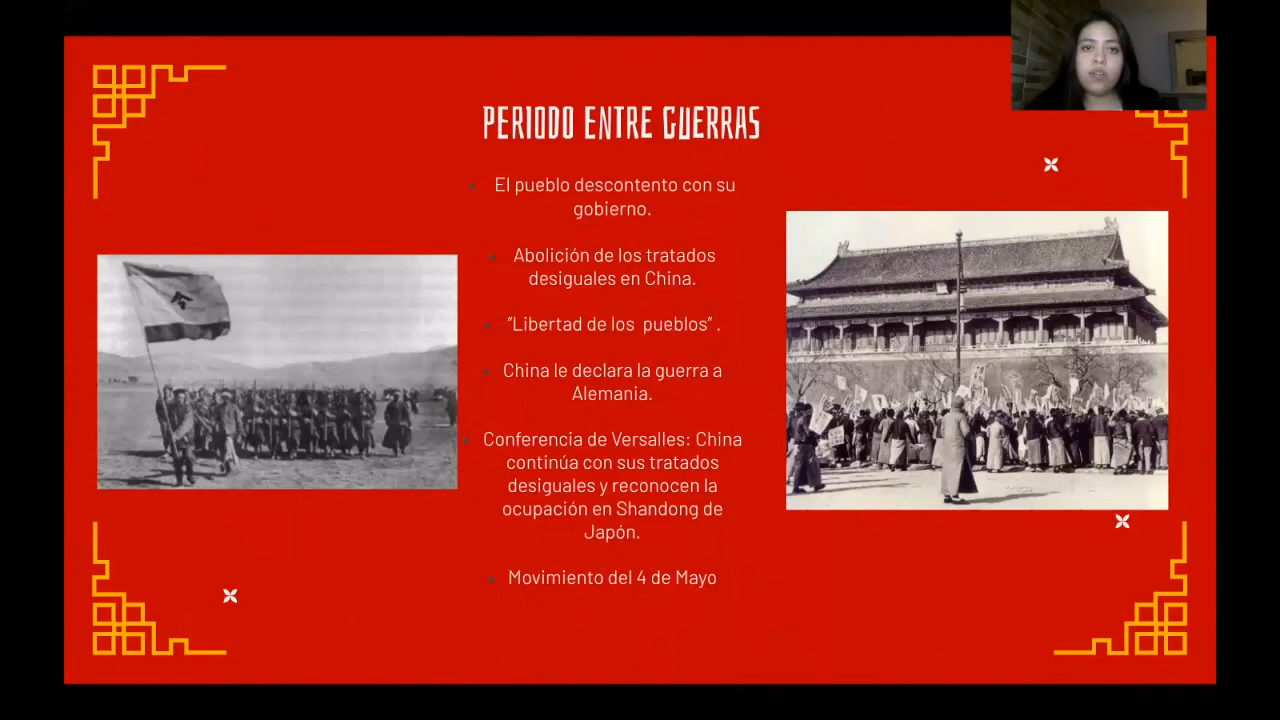 PERIODO ENTRE GUERRAS
- El pueblo descontento con su
gobierno.
- Abolición de los tratados
desiguales en China.
- "Libertad de los pueblos" .
- China le declara la guerra a
Alemania.
- Conferencia de Versalles: China
continúa con sus tratados
desiguales y reconocen la
ocupación en Shandong de
Japón.
- Movimiento del 4 de Mayo